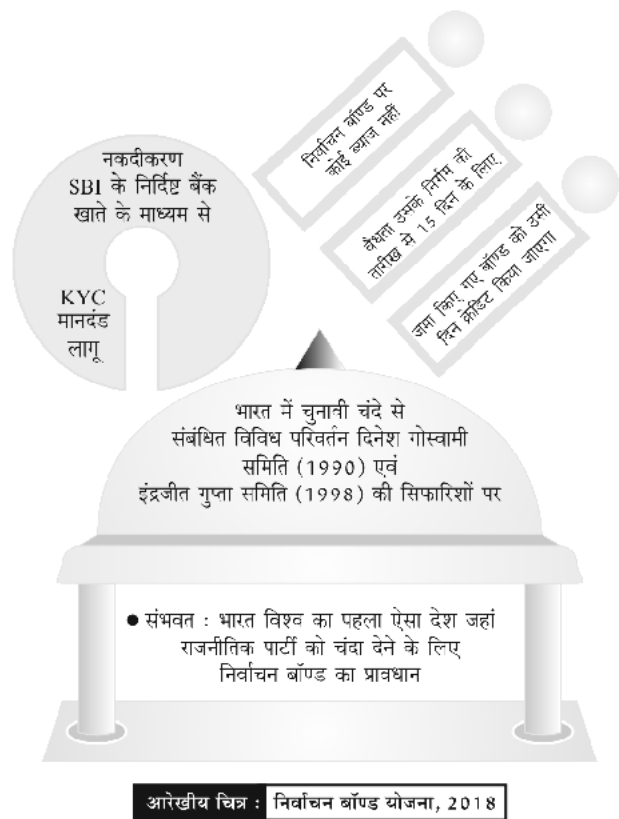 नकदीकरण
SBI के निर्दिष्ट बैंक
खाते के माध्यम से
KYC
मानदंड
लागू
निर्वाचन बॉण्ड पर
कोई ब्याज नहीं
वैधता उसके निर्गम की
तारीख से 15 दिन के लिए
जमा किए गए बॉण्ड को उसी
दिन क्रेडिट किया जाएगा
भारत में चुनावी चंदे से
संबंधित विविध परिवर्तन दिनेश गोस्वामी
समिति (1990) एवं
इंद्रजीत गुप्ता समिति (1998) की सिफारिशों पर
● संभवत : भारत विश्व का पहला ऐसा देश जहां
राजनीतिक पार्टी को चंदा देने के लिए
निर्वाचन बॉण्ड का प्रावधान
आरेखीय चित्र : निर्वाचन बॉण्ड योजना, 2018